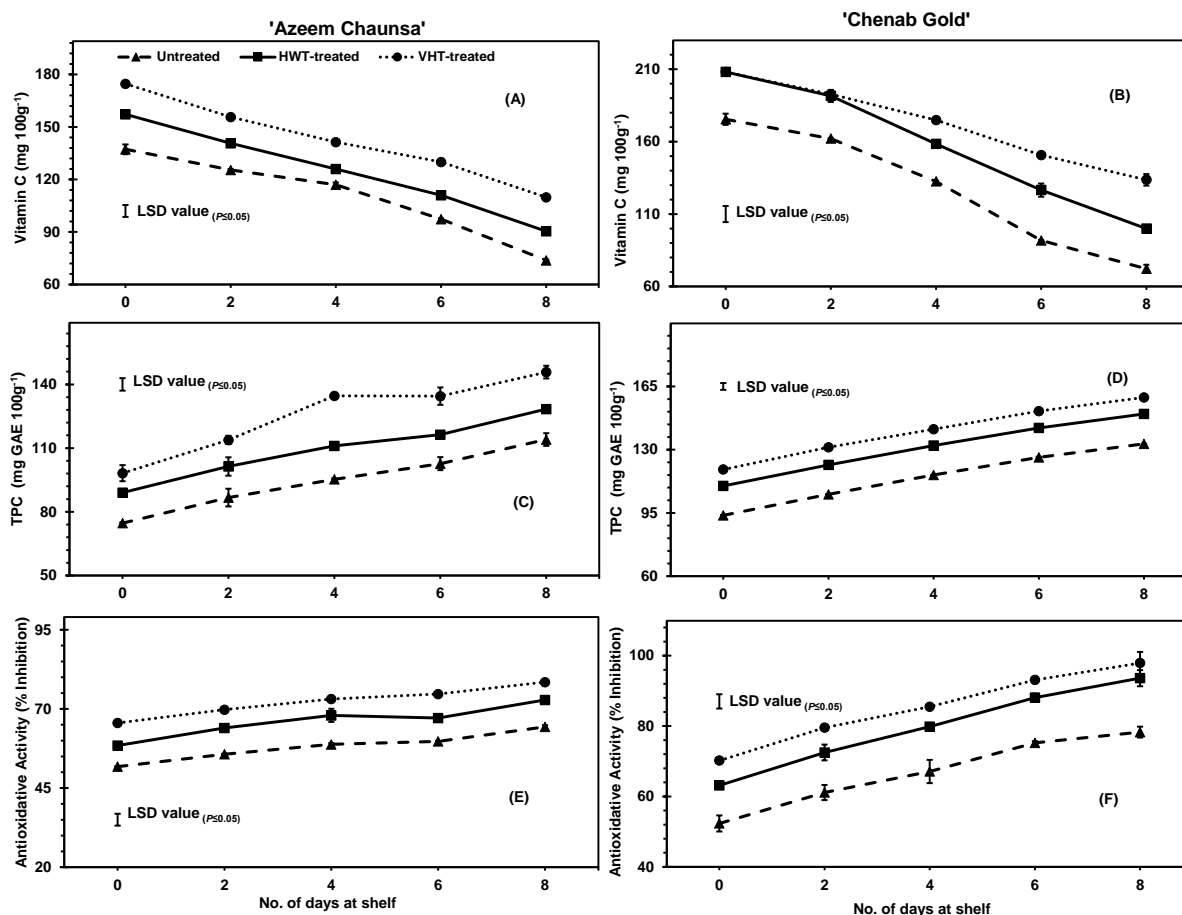 'Azeem Chaunsa'
'Chenab Gold'
Untreated HWT-treated VHT-treated
Vitamin C (mg 100g-1)
180
150
120
90
60
(A)
LSD value (P≤0.05)
0 2 4 6 8
Vitamin C (mg 100g-1)
210
160
110
60
(B)
LSD value (P≤0.05)
0 2 4 6 8
TPC (mg GAE 100g-1)
140
110
80
50
LSD value (P≤0.05)
(C)
0 2 4 6 8
TPC (mg GAE 100g-1)
165
130
95
60
LSD value (P≤0.05)
(D)
0 2 4 6 8
Antioxidative Activity (% Inhibition)
95
70
45
20
(E)
LSD value (P≤0.05)
0 2 4 6 8
No. of days at shelf
Antioxidative Activity (% Inhibition)
100
80
60
40
LSD value (P≤0.05)
(F)
0 2 4 6 8
No. of days at shelf